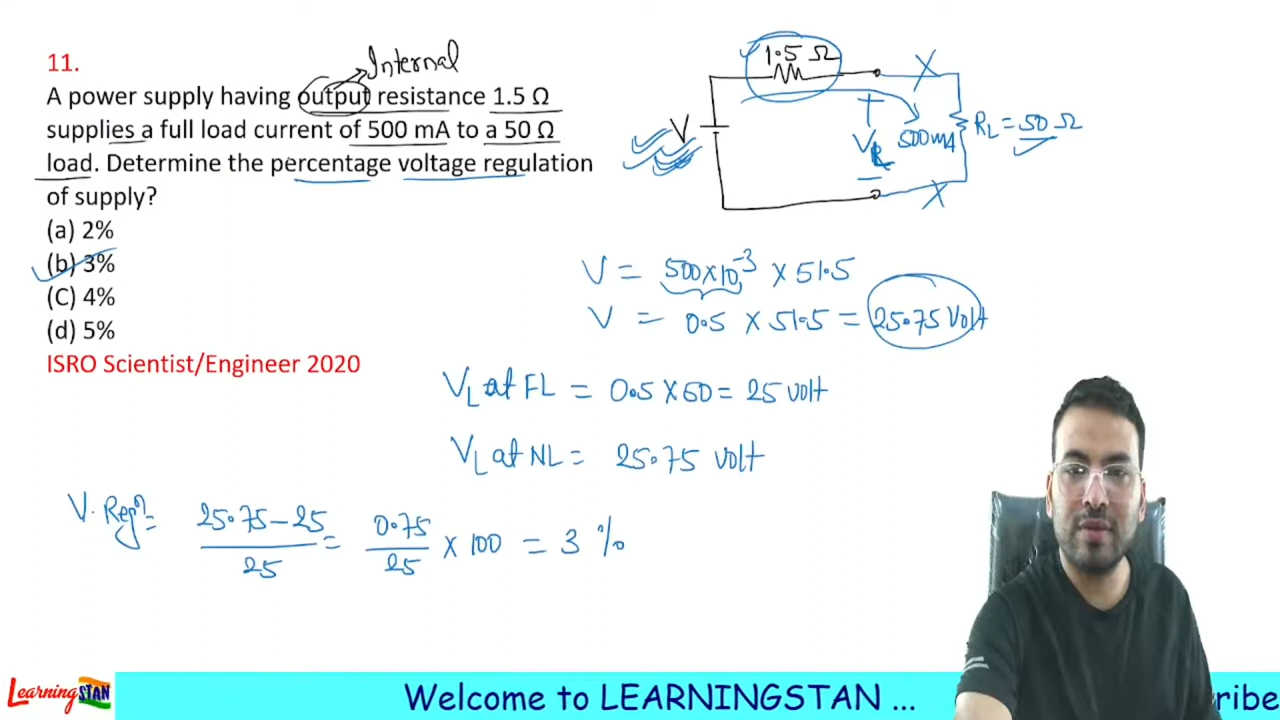 11.
Internal
A power supply having output resistance 1.5 Ω
supplies a full load current of 500 mA to a 50 Ω
load. Determine the percentage voltage regulation
of supply?
(a) 2%
(b) 3%
(C) 4%
(d) 5%
ISRO Scientist/Engineer 2020
1.5 Ω
V
+
V
500mA
RL = 50 Ω
V = 500×10⁻³ × 51.5
V = 0.5 × 51.5 = 25.75 Volt
VL at FL = 0.5 × 50 = 25 volt
VL at NL = 25.75 volt
V. Regⁿ = 25.75 - 25 / 25 = 0.75 / 25 × 100 = 3 %
LearningSTAN
Welcome to LEARNINGSTAN ...
ribe